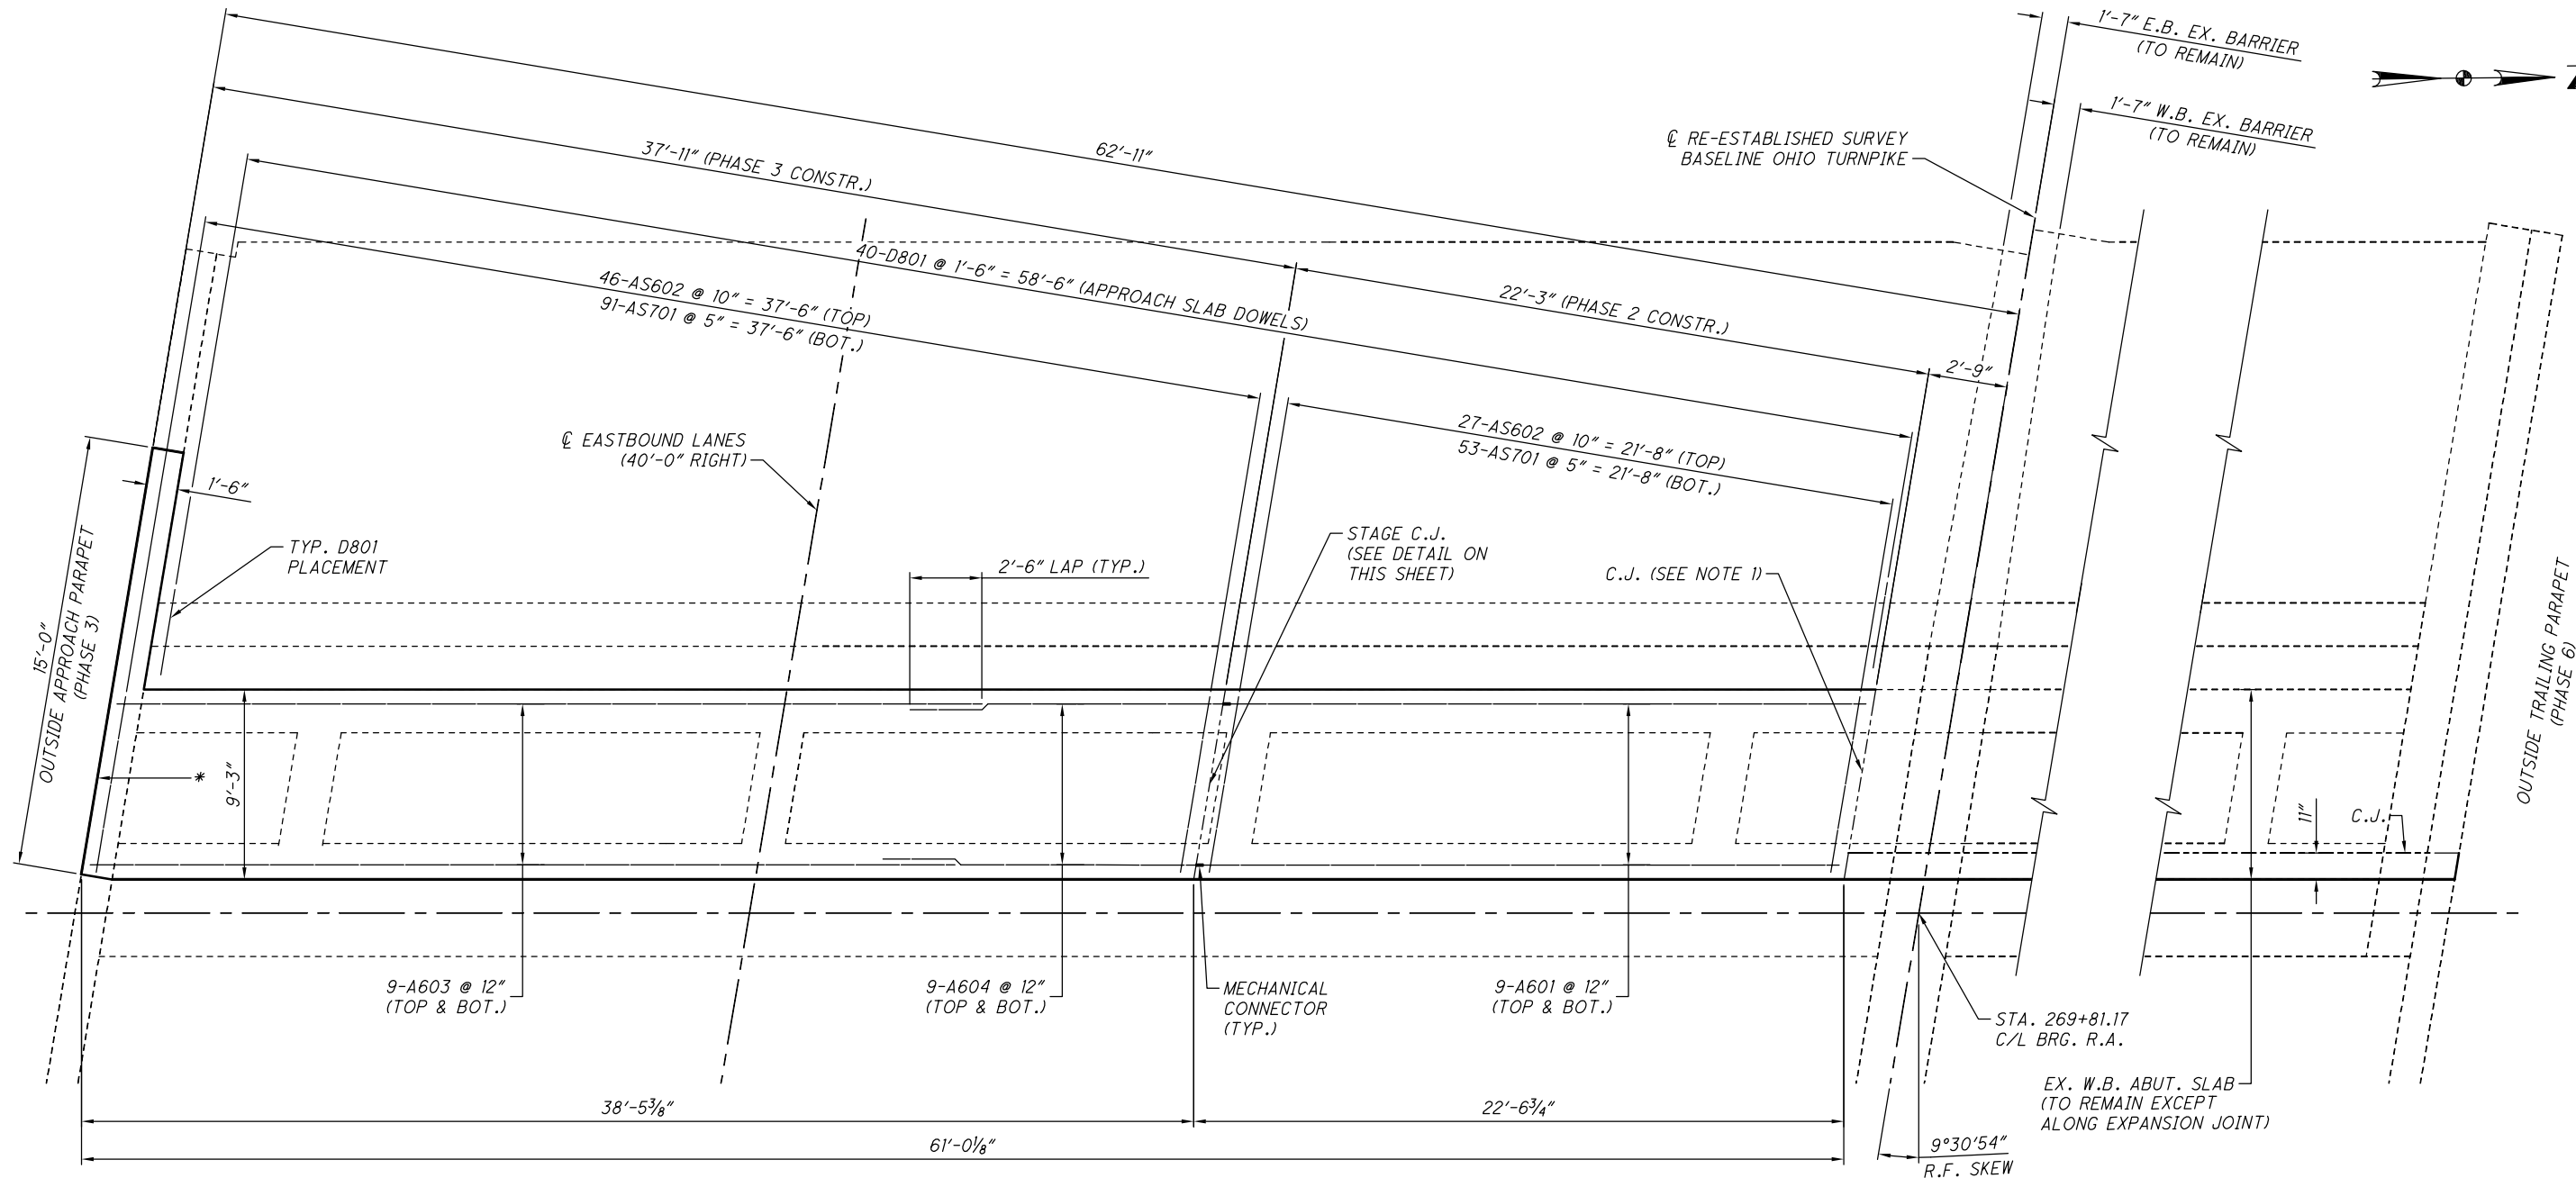 1'-7" E.B. EX. BARRIER
(TO REMAIN)
1'-7" W.B. EX. BARRIER
(TO REMAIN)
℄ RE-ESTABLISHED SURVEY
BASELINE OHIO TURNPIKE
62'-11"
37'-11" (PHASE 3 CONSTR.)
40-D801 @ 1'-6" = 58'-6" (APPROACH SLAB DOWELS)
46-AS602 @ 10" = 37'-6" (TOP)
91-AS701 @ 5" = 37'-6" (BOT.)
22'-3" (PHASE 2 CONSTR.)
2'-9"
27-AS602 @ 10" = 21'-8" (TOP)
53-AS701 @ 5" = 21'-8" (BOT.)
℄ EASTBOUND LANES
(40'-0" RIGHT)
1'-6"
15'-0"
OUTSIDE APPROACH PARAPET
(PHASE 3)
TYP. D801
PLACEMENT
2'-6" LAP (TYP.)
STAGE C.J.
(SEE DETAIL ON
THIS SHEET)
C.J. (SEE NOTE 1)
OUTSIDE TRAILING PARAPET
(PHASE 6)
*
9'-3"
11"
C.J.
9-A603 @ 12"
(TOP & BOT.)
9-A604 @ 12"
(TOP & BOT.)
MECHANICAL
CONNECTOR
(TYP.)
9-A601 @ 12"
(TOP & BOT.)
STA. 269+81.17
C/L BRG. R.A.
EX. W.B. ABUT. SLAB
(TO REMAIN EXCEPT
ALONG EXPANSION JOINT)
38'-5⅜"
22'-6¾"
61'-0⅛"
9°30'54"
R.F. SKEW